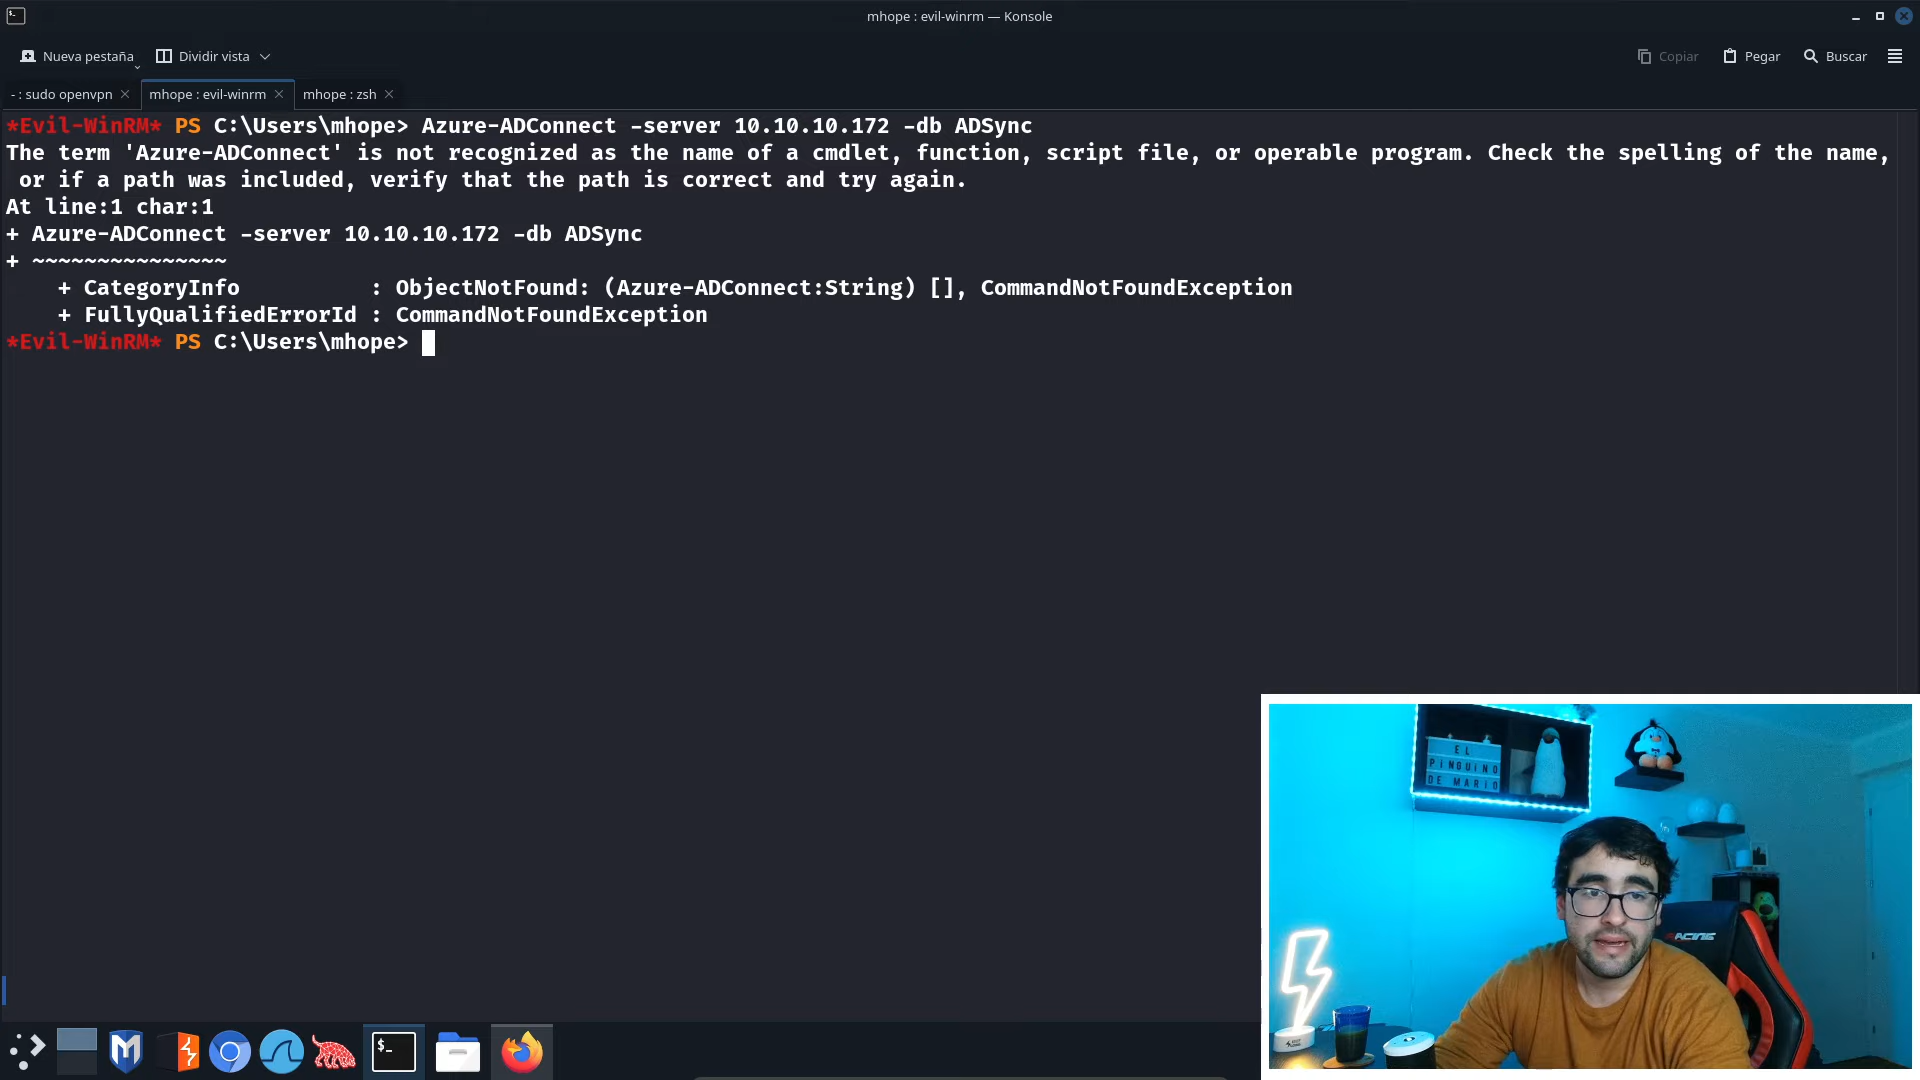 mhope : evil-winrm — Konsole
Nueva pestaña
Dividir vista
Copiar
Pegar
Buscar
- : sudo openvpn
mhope : evil-winrm
mhope : zsh
*Evil-WinRM* PS C:\Users\mhope> Azure-ADConnect -server 10.10.10.172 -db ADSync
The term 'Azure-ADConnect' is not recognized as the name of a cmdlet, function, script file, or operable program. Check the spelling of the name,
or if a path was included, verify that the path is correct and try again.
At line:1 char:1
+ Azure-ADConnect -server 10.10.10.172 -db ADSync
+ ~~~~~~~~~~~~~~~
+ CategoryInfo : ObjectNotFound: (Azure-ADConnect:String) [], CommandNotFoundException
+ FullyQualifiedErrorId : CommandNotFoundException
*Evil-WinRM* PS C:\Users\mhope>
EL
PINGUINO
DE MARIO
RACING